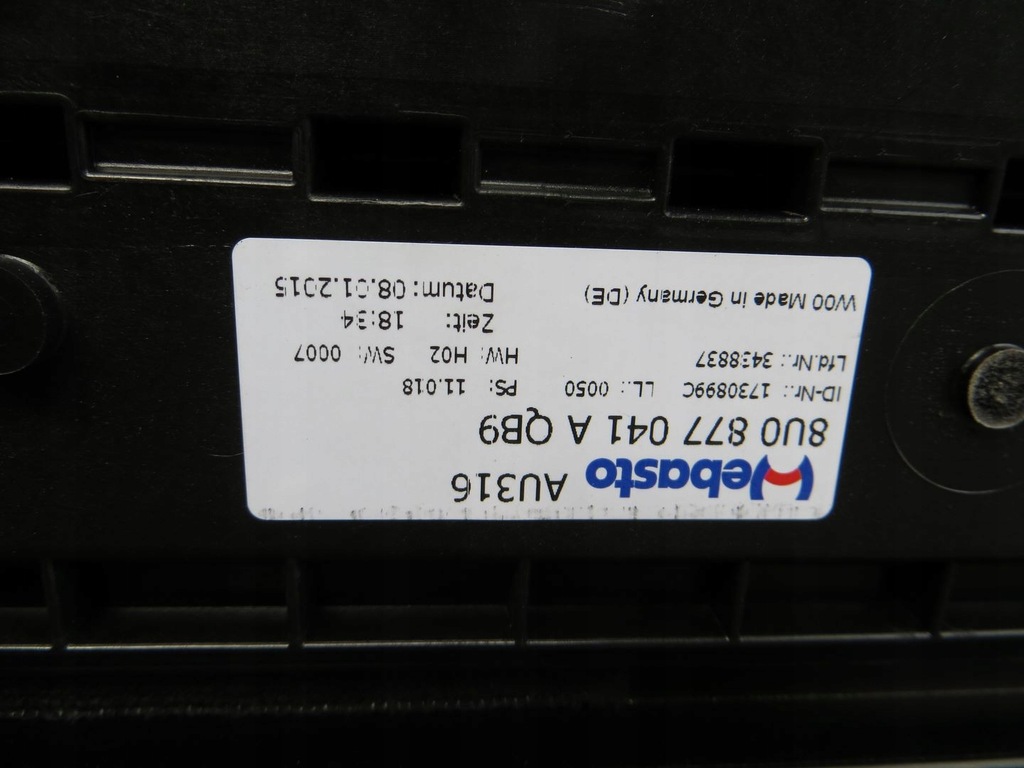 Webasto AU316
8U0 877 041 A QB9
ID-Nr.: 1730899C LL.: 0050 PS: 11.018
Lfd.Nr.: 3438837 HW: H02 SW: 0007
Zeit: 18:34
W00 Made in Germany (DE) Datum: 08.01.2015